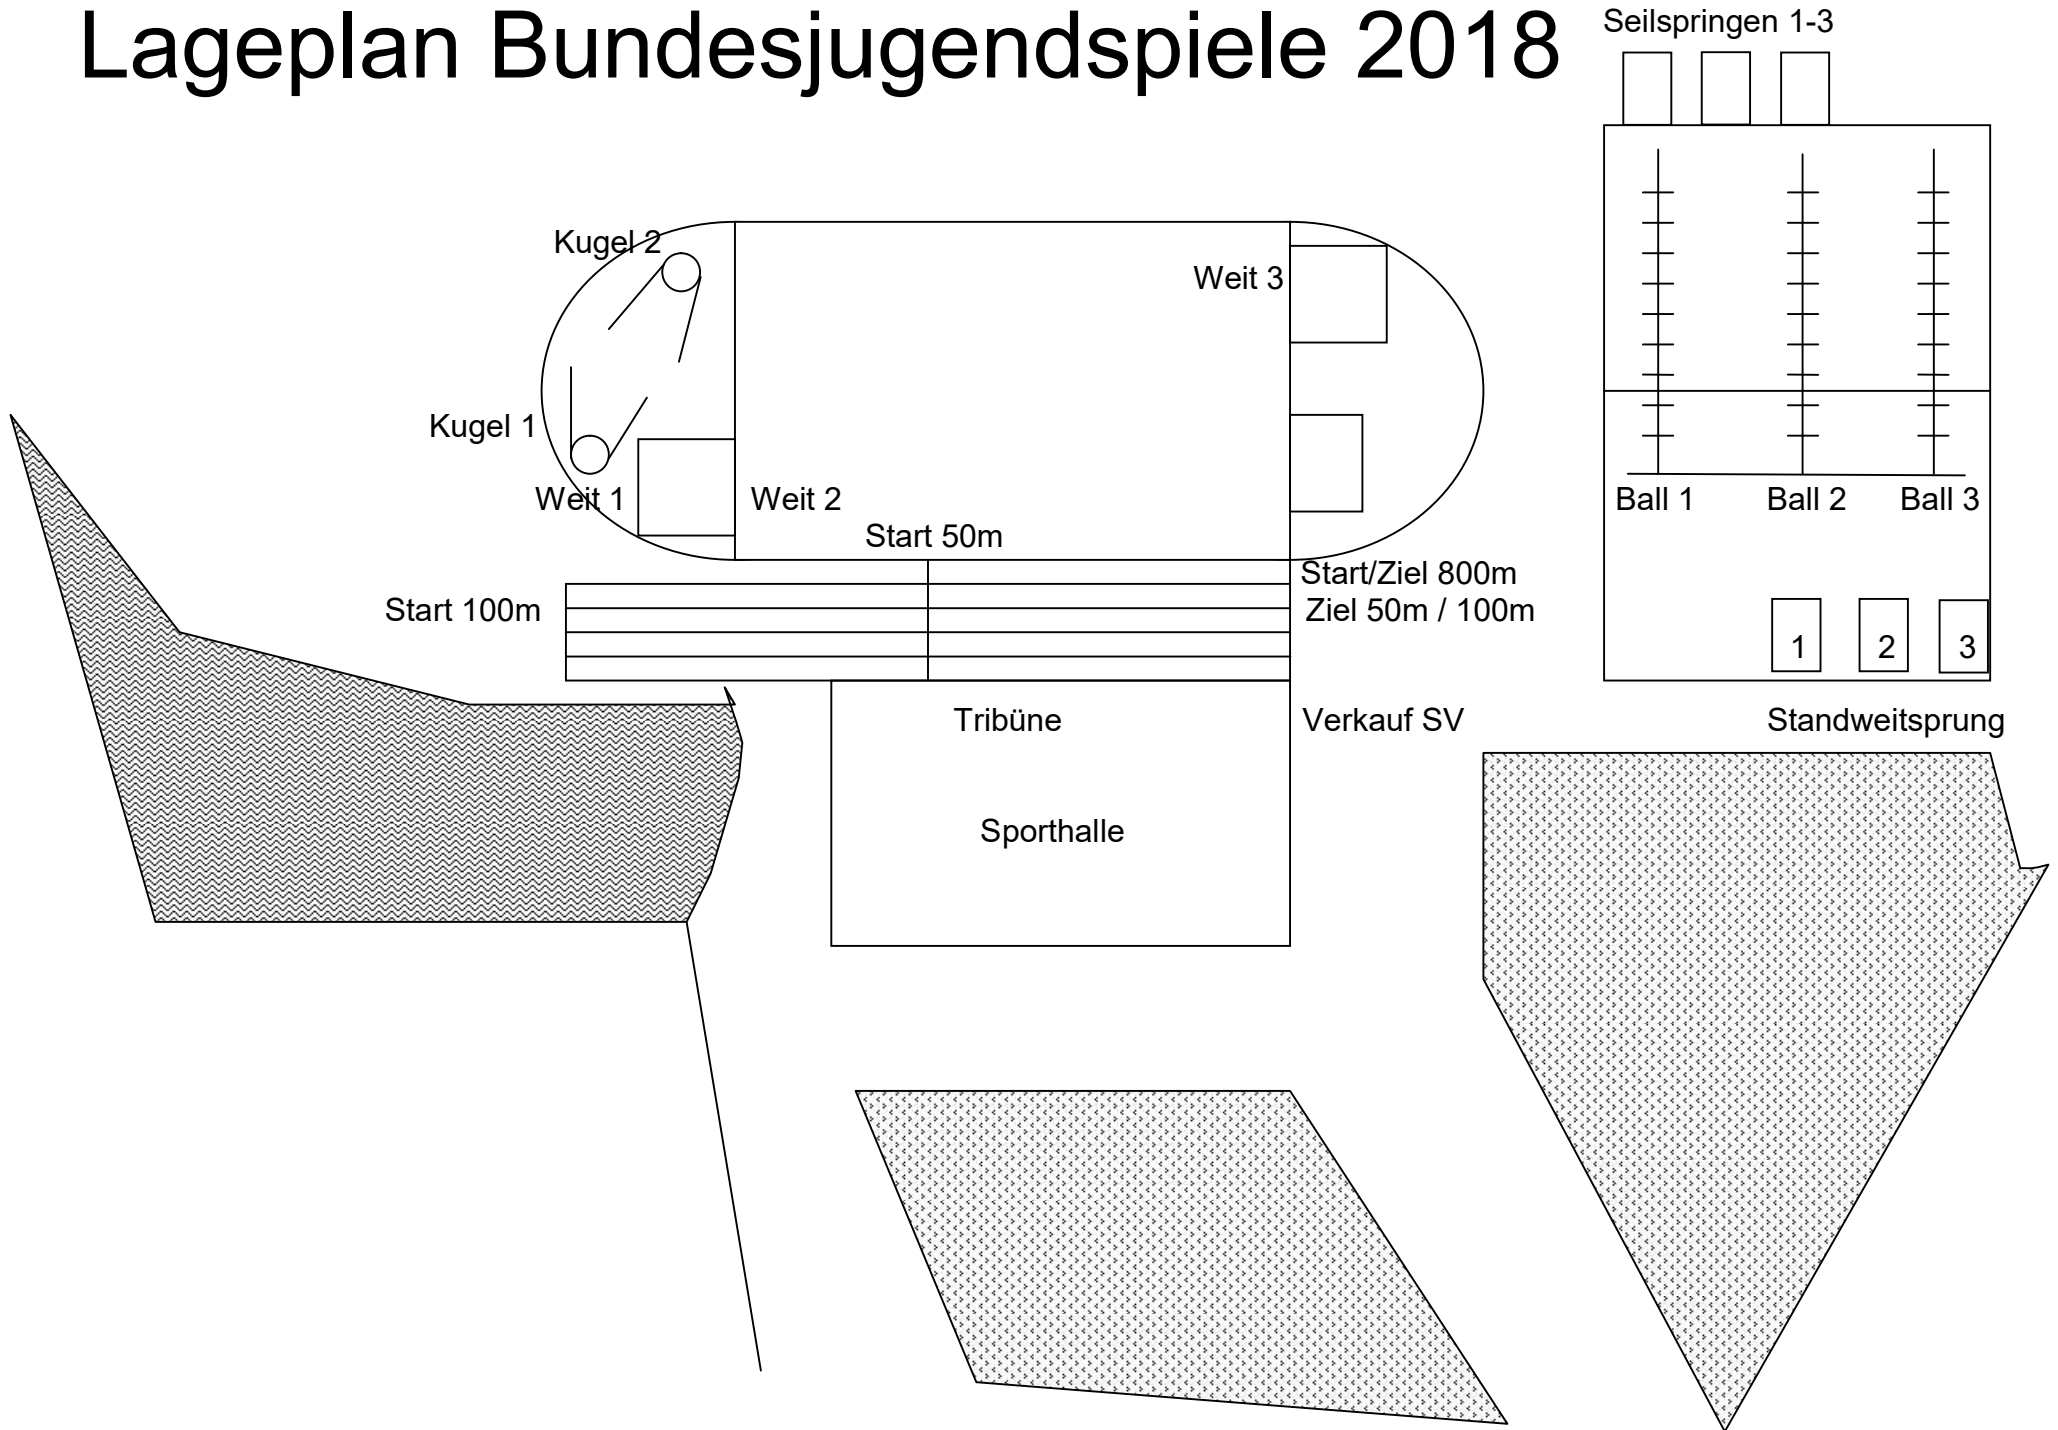 Lageplan Bundesjugendspiele 2018
Seilspringen 1-3
Kugel 2
Weit 3
Kugel 1
Weit 1
Weit 2
Ball 1
Ball 2
Ball 3
Start 50m
Start/Ziel 800m
Start 100m
Ziel 50m / 100m
1
2
3
Tribüne
Verkauf SV
Standweitsprung
Sporthalle